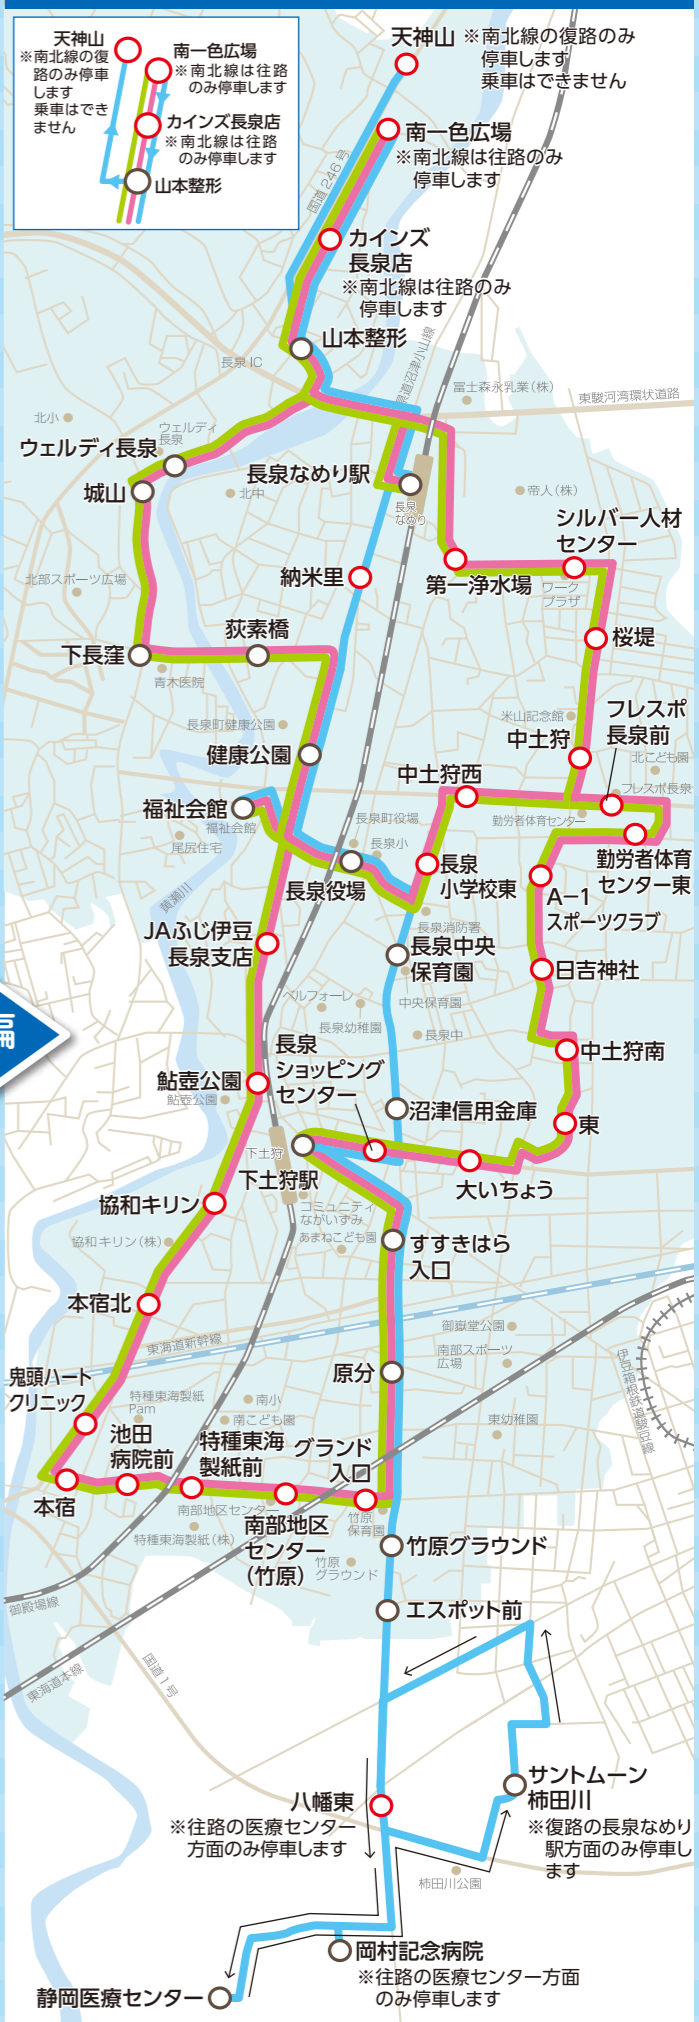 天神山
※南北線の復
路のみ停車
します
乗車はでき
ません
南一色広場
※南北線は往路
のみ停車します
カインズ長泉店
※南北線は往路
のみ停車します
山本整形
天神山
※南北線の復路のみ
停車します
乗車はできません
南一色広場
※南北線は往路のみ
停車します
国道246号
カインズ
長泉店
※南北線は往路のみ
停車します
山本整形
長泉IC
県道沼津小山線
富士森永乳業(株)
東駿河湾環状道路
北小
ウェルディ
長泉
ウェルディ長泉
城山
北中
長泉なめり駅
長泉
なめり
帝人(株)
シルバー人材
センター
第一浄水場
ワーク
プラザ
北部スポーツ広場
納米里
桜堤
荻素橋
下長窪
青木医院
米山記念館
フレスポ
長泉前
中土狩
北こども園
長泉町健康公園
健康公園
中土狩西
フレスポ長泉
福祉会館
福祉会館
尾尻住宅
長泉町役場
長泉小
勤労者体育センター
長泉役場
長泉
小学校東
勤労者体育
センター東
A-1
スポーツクラブ
黄瀬川
JAふじ伊豆
長泉支店
長泉消防署
長泉中央
保育園
中央保育園
日吉神社
ベルフォーレ
長泉幼稚園
長泉中
編
長泉
ショッピング
センター
中土狩南
鮎壺公園
鮎壺公園
沼津信用金庫
東
下土狩
下土狩駅
大いちょう
協和キリン
コミュニティ
ながいずみ
あまねこども園
協和キリン(株)
すすきはら
入口
本宿北
東海道新幹線
御嶽堂公園
南部スポーツ
広場
伊豆箱根鉄道駿豆線
原分
鬼頭ハート
クリニック
特種東海製紙
Pam
南小
南こども園
東幼稚園
池田
病院前
特種東海
製紙前
グランド
入口
本宿
南部地区センター
特種東海製紙(株)
南部地区
センター
(竹原)
竹原
保育園
竹原
グラウンド
竹原グラウンド
御殿場線
エスポット前
東海道本線
国道1号
サントムーン
柿田川
※復路の長泉なめり
駅方面のみ停車し
ます
八幡東
※往路の医療センター
方面のみ停車します
柿田川公園
岡村記念病院
※往路の医療センター方面
のみ停車します
静岡医療センター